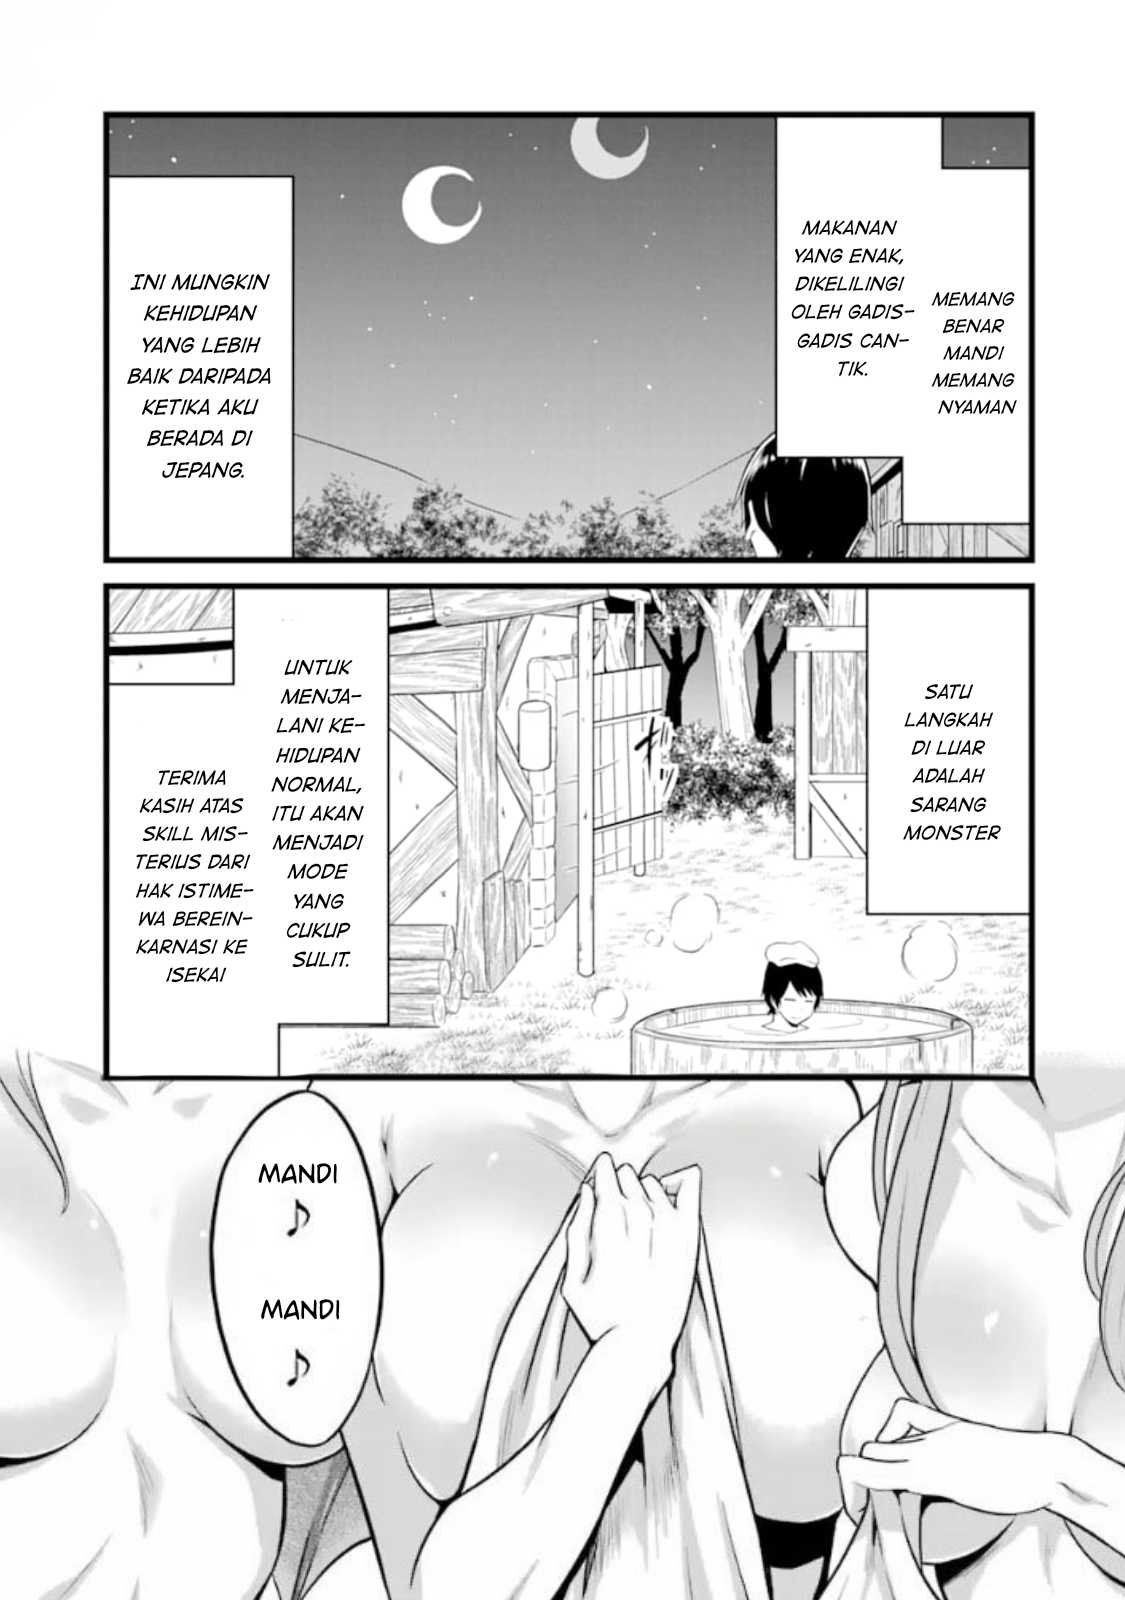 MEMANG
BENAR
MANDI
MEMANG
NYAMAN
MAKANAN
YANG ENAK,
DIKELILINGI
OLEH GADIS-
GADIS CAN-
TIK.
INI MUNGKIN
KEHIDUPAN
YANG LEBIH
BAIK DARIPADA
KETIKA AKU
BERADA DI
JEPANG.
SATU
LANGKAH
DI LUAR
ADALAH
SARANG
MONSTER
UNTUK
MENJA-
LANI KE-
HIDUPAN
NORMAL,
ITU AKAN
MENJADI
MODE
YANG
CUKUP
SULIT.
TERIMA
KASIH ATAS
SKILL MIS-
TERIUS DARI
HAK ISTIME-
WA BEREIN-
KARNASI KE
ISEKAI
MANDI
♪
MANDI
♪